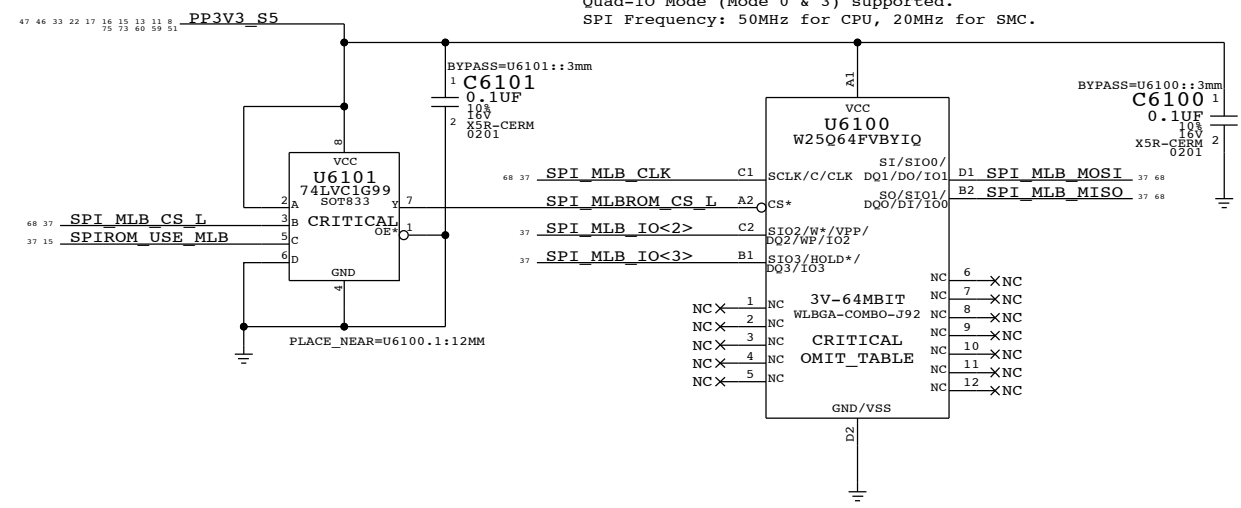 Quad-IO Mode (Mode 0 & 3) supported.
SPI Frequency: 50MHz for CPU, 20MHz for SMC.
47 46 33 22 17 16 15 13 11 8
75 73 60 59 51
PP3V3_S5
BYPASS=U6101::3mm
1 C6101
0.1UF
10%
16V
2 X5R-CERM
0201
BYPASS=U6100::3mm
C6100 1
0.1UF
10%
16V
X5R-CERM 2
0201
8
VCC
U6101
74LVC1G99
SOT833
2 A
Y 7
68 37 SPI_MLB_CS_L 3 B
CRITICAL
37 15 SPIROM_USE_MLB 5 C
OE* 1
6 D
GND
4
PLACE_NEAR=U6100.1:12MM
A1
VCC
U6100
W25Q64FVBYIQ
68 37 SPI_MLB_CLK C1 SCLK/C/CLK
SPI_MLBROM_CS_L A2 CS*
37 SPI_MLB_IO<2> C2 SIO2/W*/VPP/
DQ2/WP/IO2
37 SPI_MLB_IO<3> B1 SIO3/HOLD*/
DQ3/IO3
SI/SIO0/
DQ1/DO/IO1 D1 SPI_MLB_MOSI 37 68
SO/SIO1/
DQ0/DI/IO0 B2 SPI_MLB_MISO 37 68
3V-64MBIT
WLBGA-COMBO-J92
CRITICAL
OMIT_TABLE
NC 1 NC
NC 2 NC
NC 3 NC
NC 4 NC
NC 5 NC
NC 6 NC
NC 7 NC
NC 8 NC
NC 9 NC
NC 10 NC
NC 11 NC
NC 12 NC
GND/VSS
D2